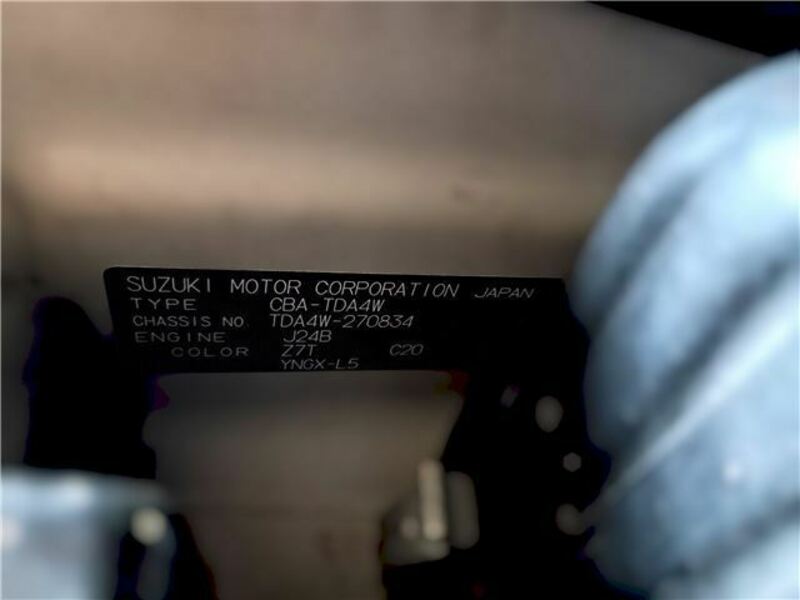 SUZUKI MOTOR CORPORATION JAPAN
TYPE CBA-TDA4W
CHASSIS NO. TDA4W-270834
ENGINE J24B
COLOR Z7T C20
YNGX-L5